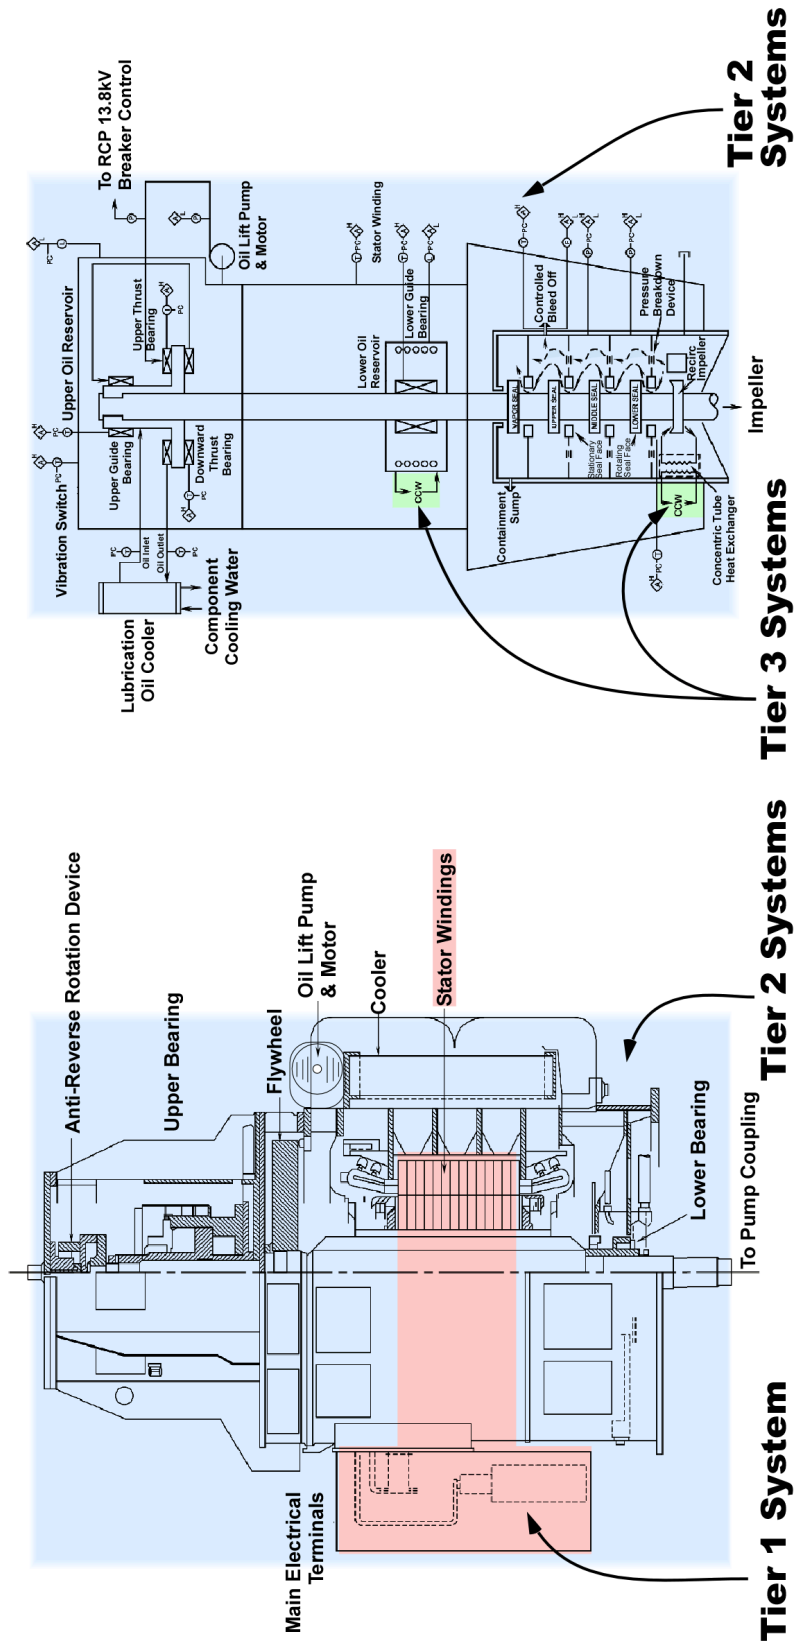 Anti-Reverse Rotation Device
Upper Bearing
Flywheel
Oil Lift Pump
& Motor
Cooler
Stator Windings
Lower Bearing
To Pump Coupling
Main Electrical
Terminals
Tier 1 System
Tier 2 Systems
To RCP 13.8kV
Breaker Control
Upper Oil Reservoir
Vibration Switch
Upper Guide
Bearing
Upper Thrust
Bearing
Downward
Thrust
Bearing
Oil Inlet
Oil Outlet
Lubrication
Oil Cooler
Component
Cooling Water
Oil Lift Pump
& Motor
Stator Winding
Lower Oil
Reservoir
Lower Guide
Bearing
CCW
Containment
Sump
Controlled
Bleed Off
VAPOR SEAL
UPPER SEAL
MIDDLE SEAL
LOWER SEAL
Stationary
Seal Face
Rotating
Seal Face
Pressure
Breakdown
Device
Recirc
Impeller
CCW
Concentric Tube
Heat Exchanger
Impeller
Tier 3 Systems
Tier 2
Systems